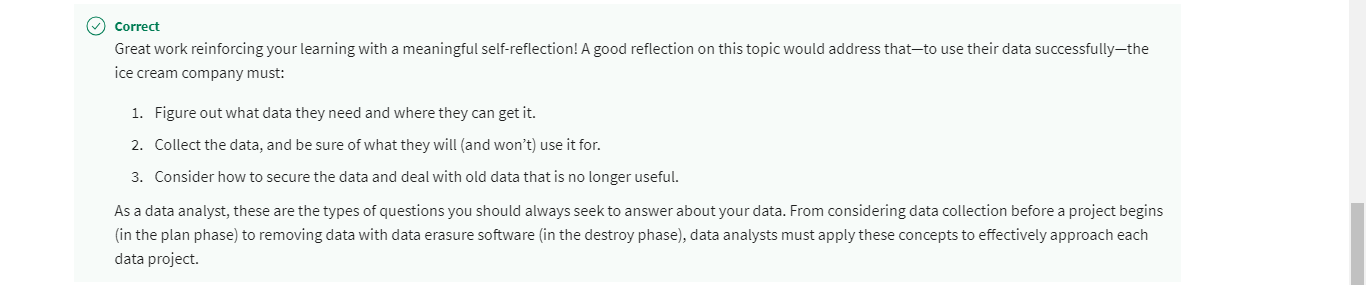 Correct
Great work reinforcing your learning with a meaningful self-reflection! A good reflection on this topic would address that—to use their data successfully—the
ice cream company must:
1. Figure out what data they need and where they can get it.
2. Collect the data, and be sure of what they will (and won’t) use it for.
3. Consider how to secure the data and deal with old data that is no longer useful.
As a data analyst, these are the types of questions you should always seek to answer about your data. From considering data collection before a project begins
(in the plan phase) to removing data with data erasure software (in the destroy phase), data analysts must apply these concepts to effectively approach each
data project.